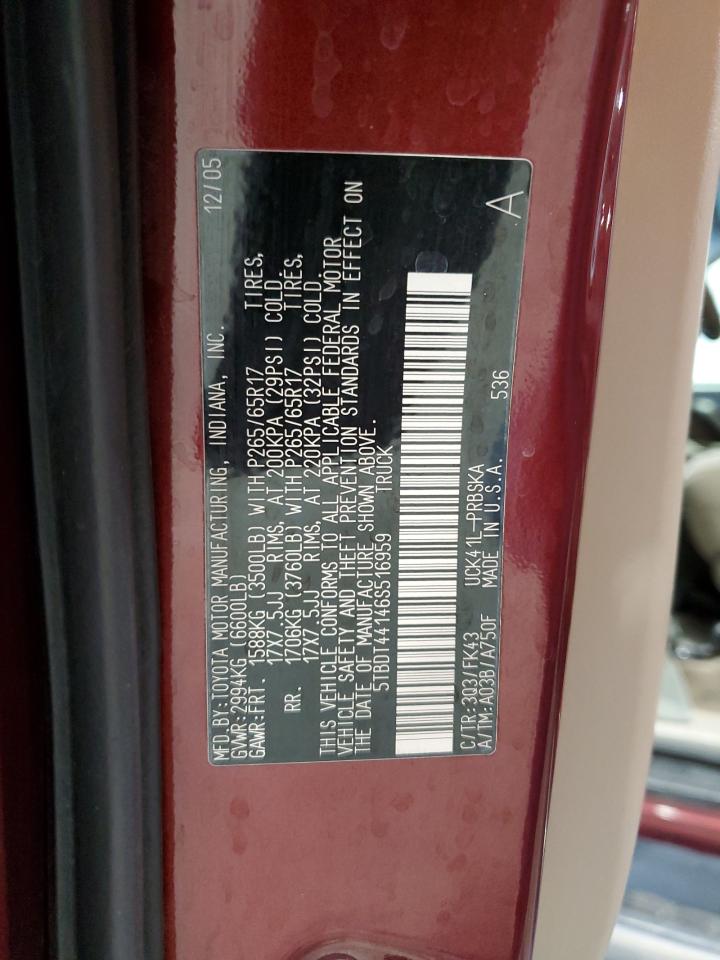 MFD.BY:TOYOTA MOTOR MANUFACTURING, INDIANA, INC. 12/05
GVWR:2994KG (6600LB)
GAWR:FRT. 1588KG (3500LB) WITH P265/65R17 TIRES,
17X7.5JJ RIMS, AT 200KPA (29PSI) COLD.
RR. 1706KG (3760LB) WITH P265/65R17 TIRES,
17X7.5JJ RIMS, AT 220KPA (32PSI) COLD.
THIS VEHICLE CONFORMS TO ALL APPLICABLE FEDERAL MOTOR
VEHICLE SAFETY AND THEFT PREVENTION STANDARDS IN EFFECT ON
THE DATE OF MANUFACTURE SHOWN ABOVE.
5TBDT44146S516959 TRUCK
C/TR:3Q3/FK43 UCK41L-PRBSKA
A/TM:A03B/A750F MADE IN U.S.A. 536 A